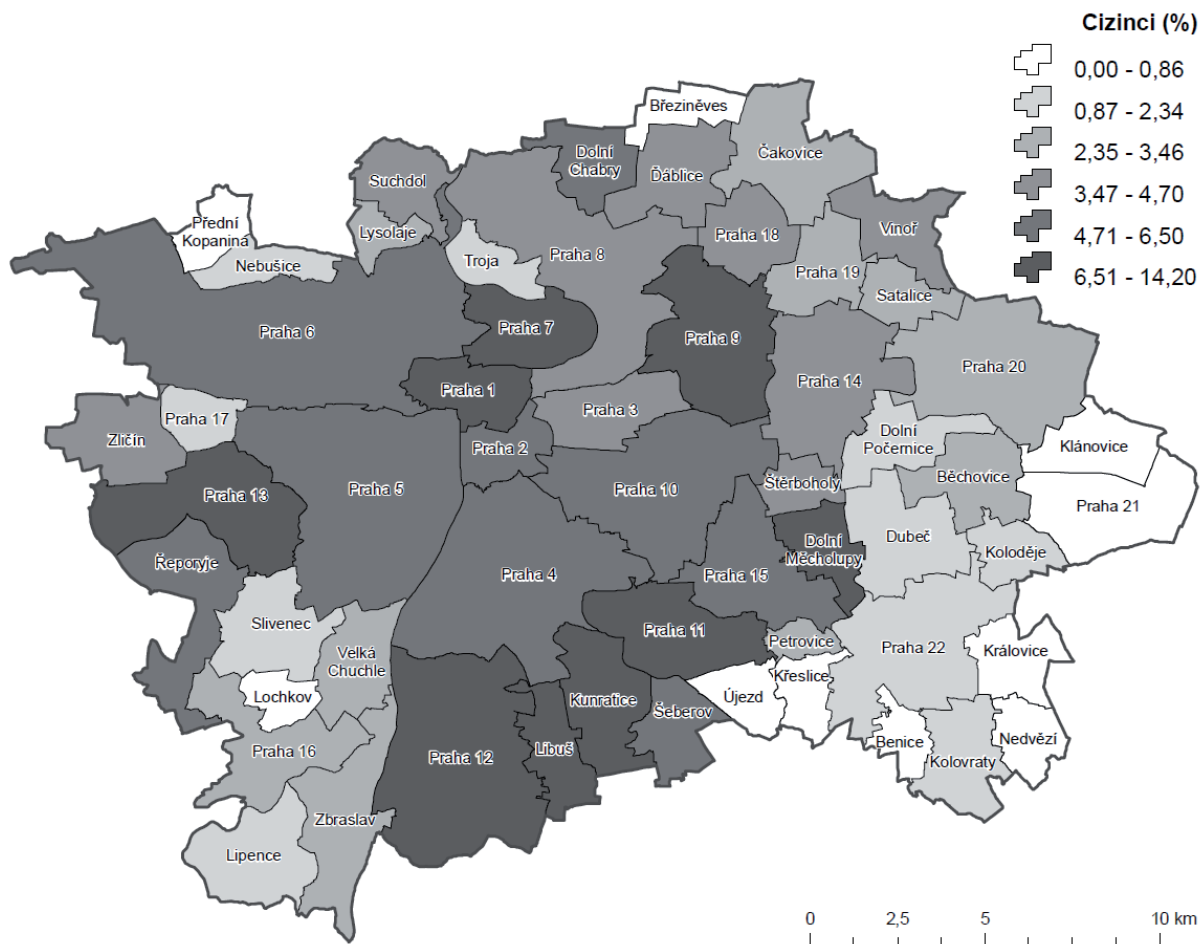 Cizinci (%)
0,00 - 0,86
0,87 - 2,34
2,35 - 3,46
3,47 - 4,70
4,71 - 6,50
6,51 - 14,20
Březiněves
Dolní
Chabry
Ďáblice
Čakovice
Suchdol
Přední
Kopanina
Lysolaje
Nebušice
Troja
Praha 8
Praha 18
Vinoř
Praha 19
Satalice
Praha 6
Praha 7
Praha 9
Praha 20
Praha 14
Praha 1
Praha 3
Praha 17
Zličín
Praha 2
Dolní
Počernice
Klánovice
Praha 13
Praha 5
Praha 10
Štěrboholy
Běchovice
Praha 21
Řeporyje
Dolní
Měcholupy
Dubeč
Koloděje
Praha 4
Praha 15
Slivenec
Praha 11
Petrovice
Praha 22
Královice
Velká
Chuchle
Lochkov
Kunratice
Šeberov
Újezd
Křeslice
Praha 16
Praha 12
Libuš
Benice
Nedvězí
Kolovraty
Zbraslav
Lipence
0 2,5 5 10 km